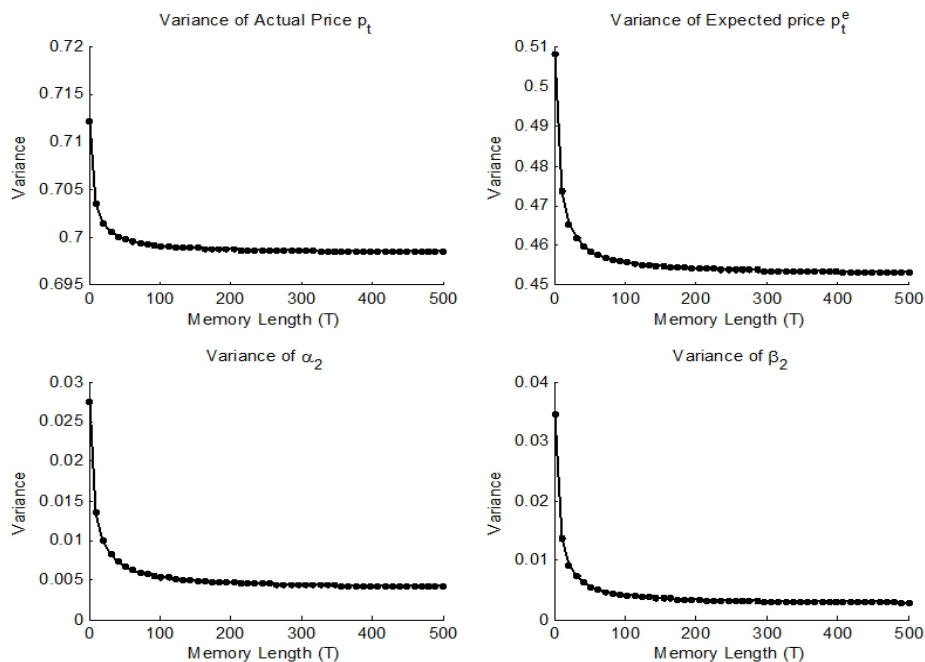 Variance of Actual Price p_t
0.72
0.715
0.71
0.705
0.7
0.695
Variance
0 100 200 300 400 500
Memory Length (T)
Variance of Expected price p_t^e
0.51
0.5
0.49
0.48
0.47
0.46
0.45
Variance
0 100 200 300 400 500
Memory Length (T)
Variance of α_2
0.03
0.025
0.02
0.015
0.01
0.005
0
Variance
0 100 200 300 400 500
Memory Length (T)
Variance of β_2
0.04
0.03
0.02
0.01
0
Variance
0 100 200 300 400 500
Memory Length (T)